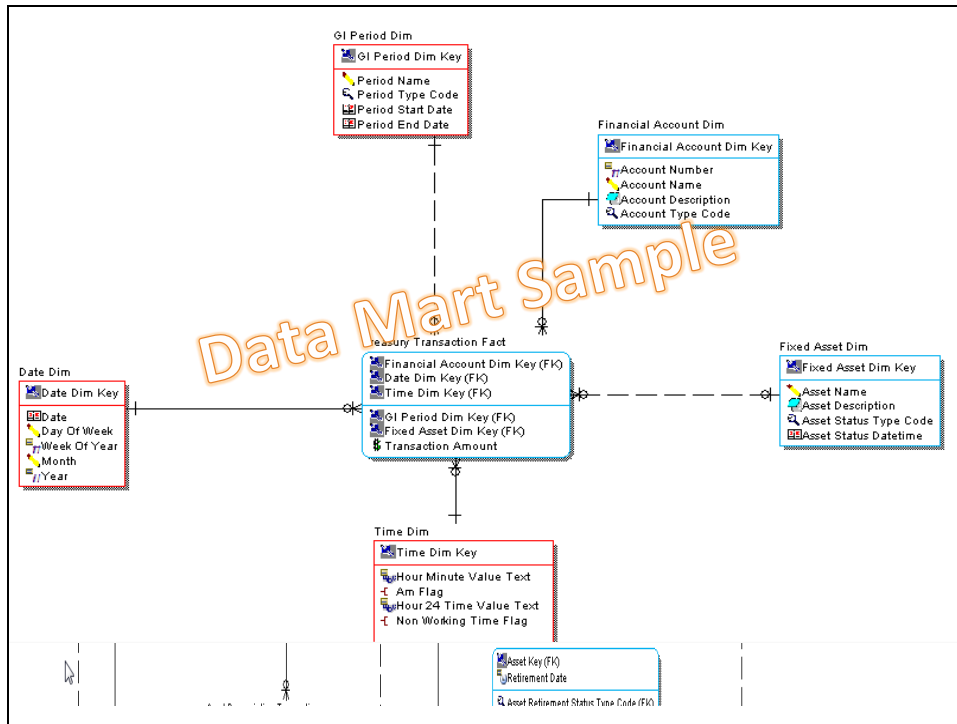 Gl Period Dim
Gl Period Dim Key
Period Name
Period Type Code
Period Start Date
Period End Date
Financial Account Dim
Financial Account Dim Key
Account Number
Account Name
Account Description
Account Type Code
Data Mart Sample
Treasury Transaction Fact
Financial Account Dim Key (FK)
Date Dim Key (FK)
Time Dim Key (FK)
Gl Period Dim Key (FK)
Fixed Asset Dim Key (FK)
Transaction Amount
Fixed Asset Dim
Fixed Asset Dim Key
Asset Name
Asset Description
Asset Status Type Code
Asset Status Datetime
Date Dim
Date Dim Key
Date
Day Of Week
Week Of Year
Month
Year
Time Dim
Time Dim Key
Hour Minute Value Text
Am Flag
Hour 24 Time Value Text
Non Working Time Flag
Asset Key (FK)
Retirement Date
Asset Retirement Status Type Code (FK)